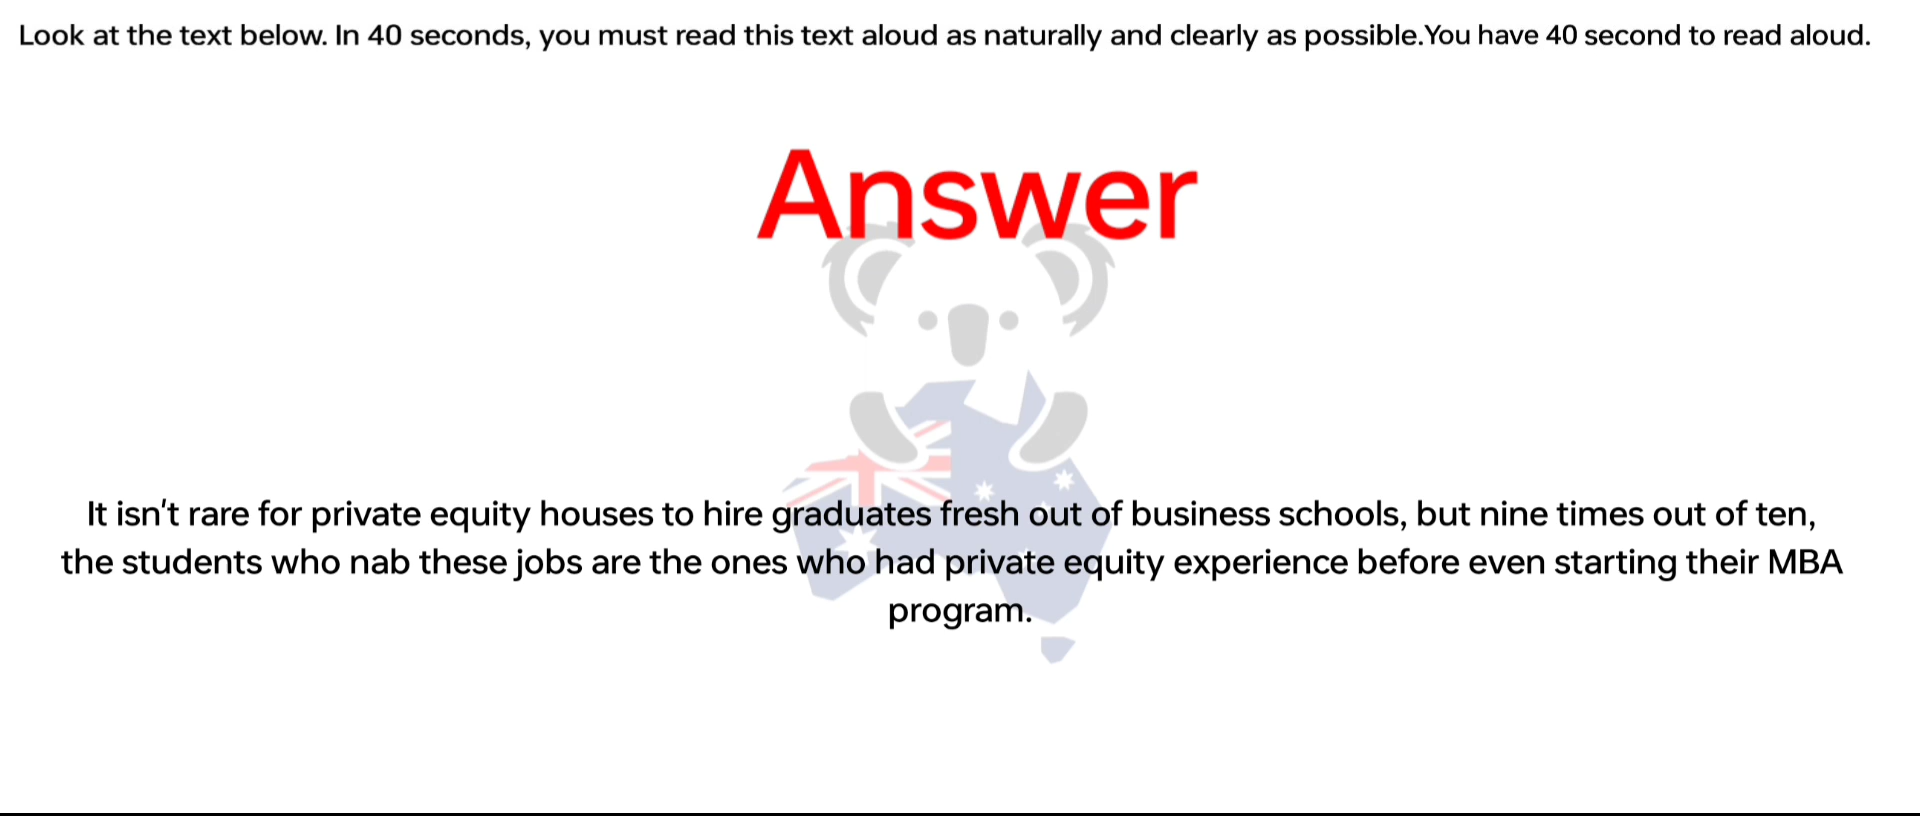 Look at the text below. In 40 seconds, you must read this text aloud as naturally and clearly as possible.You have 40 second to read aloud.
Answer
It isn't rare for private equity houses to hire graduates fresh out of business schools, but nine times out of ten,
the students who nab these jobs are the ones who had private equity experience before even starting their MBA
program.